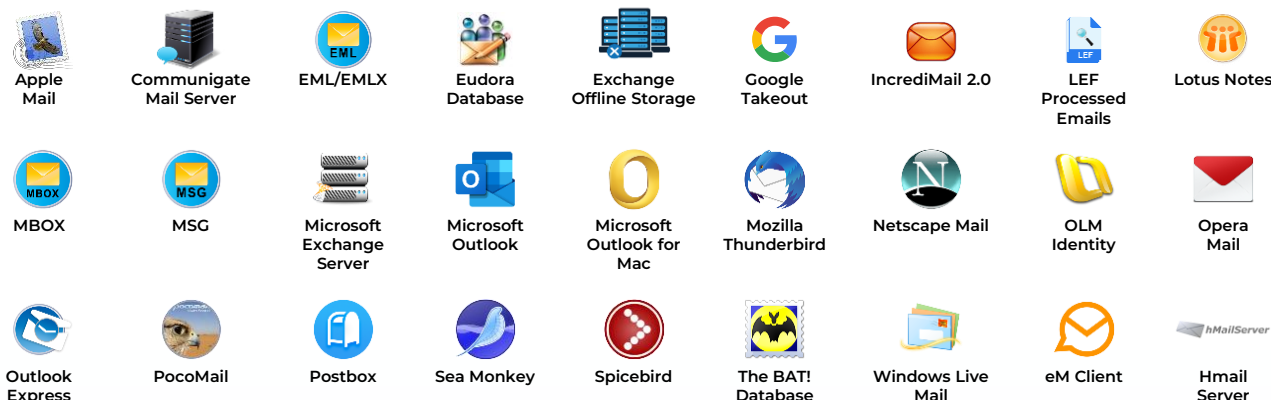 EML
LEF
Apple
Mail
Communigate
Mail Server
EML/EMLX
Eudora
Database
Exchange
Offline Storage
Google
Takeout
IncrediMail 2.0
LEF
Processed
Emails
Lotus Notes
MBOX
MSG
O
N
MBOX
MSG
Microsoft
Exchange
Server
Microsoft
Outlook
Microsoft
Outlook for
Mac
Mozilla
Thunderbird
Netscape Mail
OLM
Identity
Opera
Mail
hMailServer
Outlook
Express
PocoMail
Postbox
Sea Monkey
Spicebird
The BAT!
Database
Windows Live
Mail
eM Client
Hmail
Server